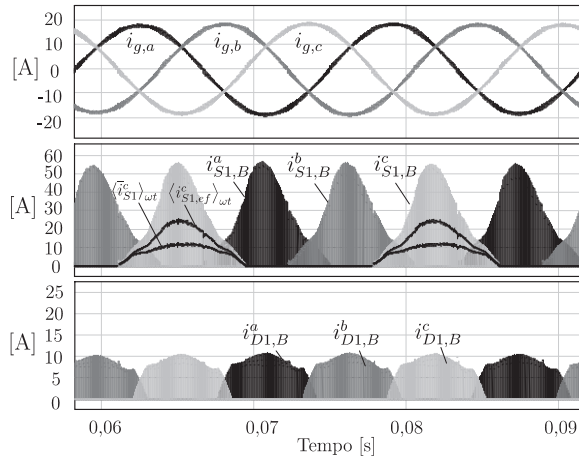 20
10
0
-10
-20
[A]
i_{g,a}
i_{g,b}
i_{g,c}
60
50
40
30
20
10
0
[A]
⟨i̅^c_{S1}⟩_{ωt}
⟨i^c_{S1,ef}⟩_{ωt}
i^a_{S1,B}
i^b_{S1,B}
i^c_{S1,B}
25
20
15
10
5
0
[A]
i^a_{D1,B}
i^b_{D1,B}
i^c_{D1,B}
0,06
0,07
0,08
0,09
Tempo [s]